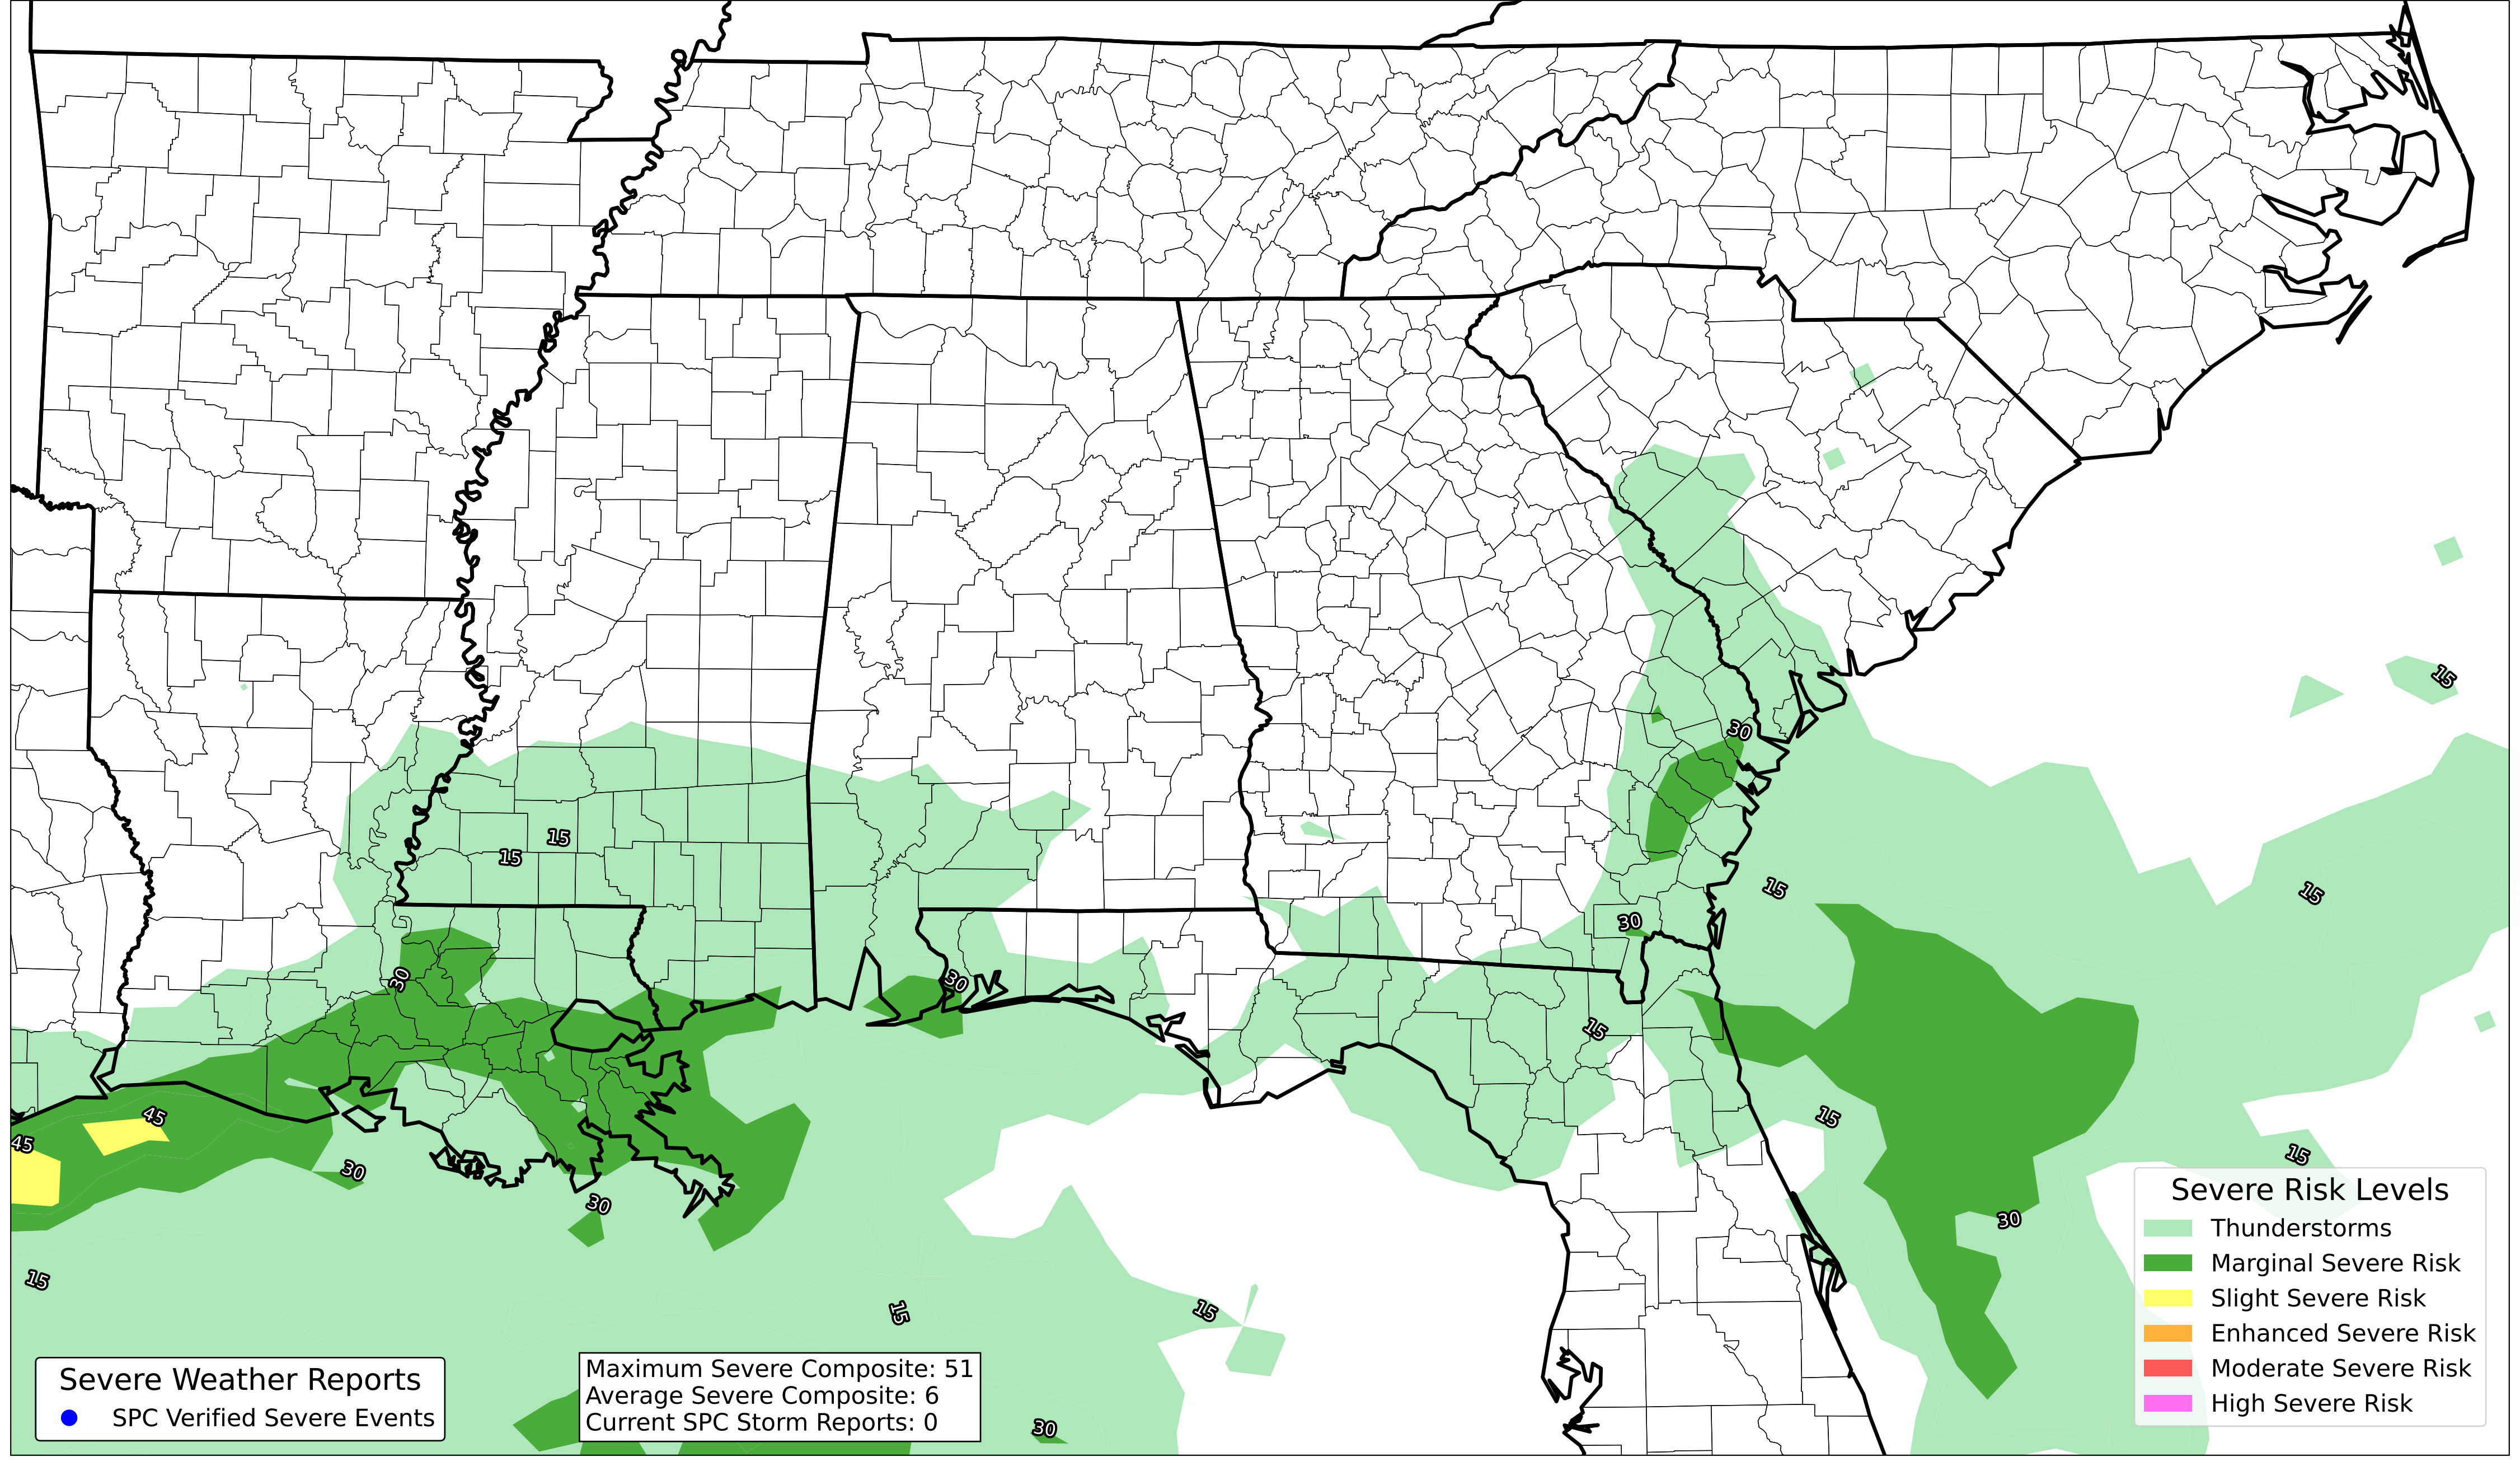 30
15
15
15
30
15
30
30
15
45
15
45
15
30
30
30
15
15
15
30
Severe Risk Levels
Thunderstorms
Marginal Severe Risk
Slight Severe Risk
Enhanced Severe Risk
Moderate Severe Risk
High Severe Risk
Severe Weather Reports
SPC Verified Severe Events
Maximum Severe Composite: 51
Average Severe Composite: 6
Current SPC Storm Reports: 0